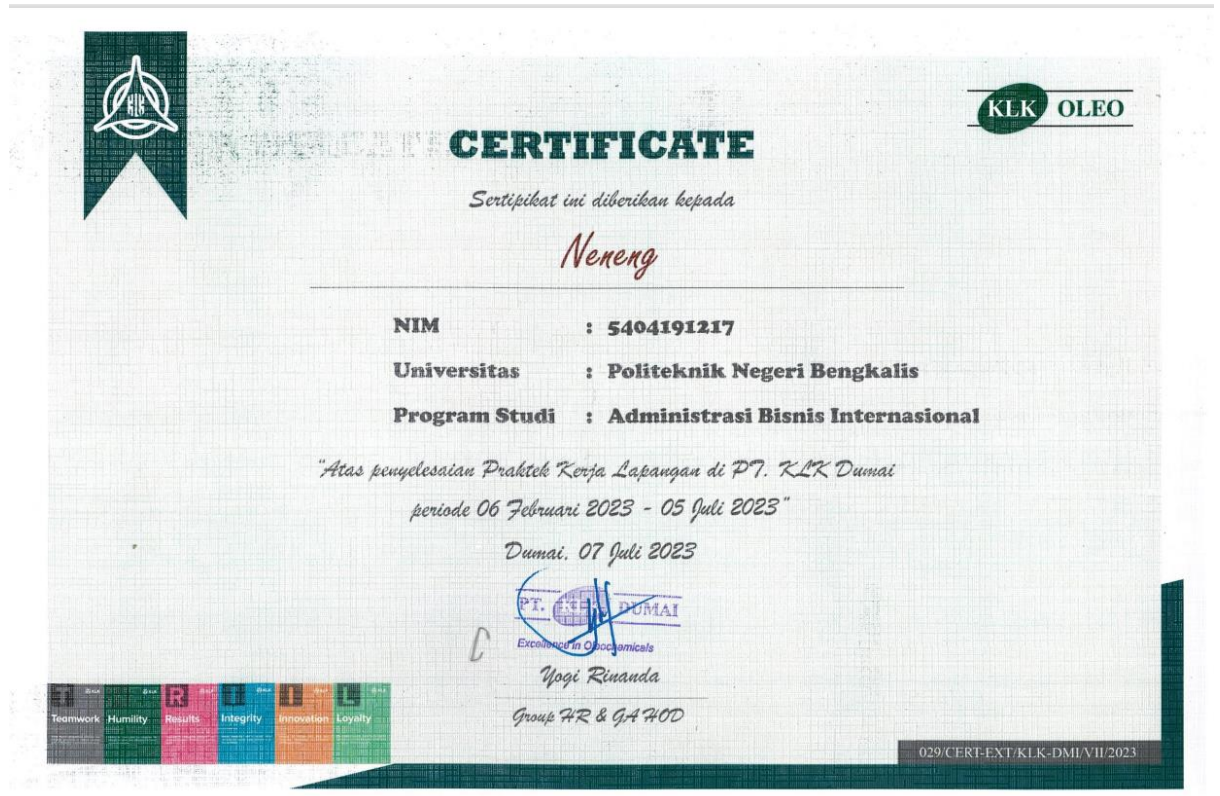 KLK
KLK OLEO
CERTIFICATE
Sertipikat ini diberikan kepada
Neneng
NIM : 5404191217
Universitas : Politeknik Negeri Bengkalis
Program Studi : Administrasi Bisnis Internasional
"Atas penyelesaian Praktek Kerja Lapangan di PT. KLK Dumai
periode 06 Februari 2023 - 05 Juli 2023"
Dumai, 07 Juli 2023
PT. KLK DUMAI
Excellence in Oleochemicals
Yogi Rinanda
Group HR & GA HOD
T H R I I L
Teamwork Humility Results Integrity Innovation Loyalty
029/CERT-EXT/KLK-DMI/VII/2023